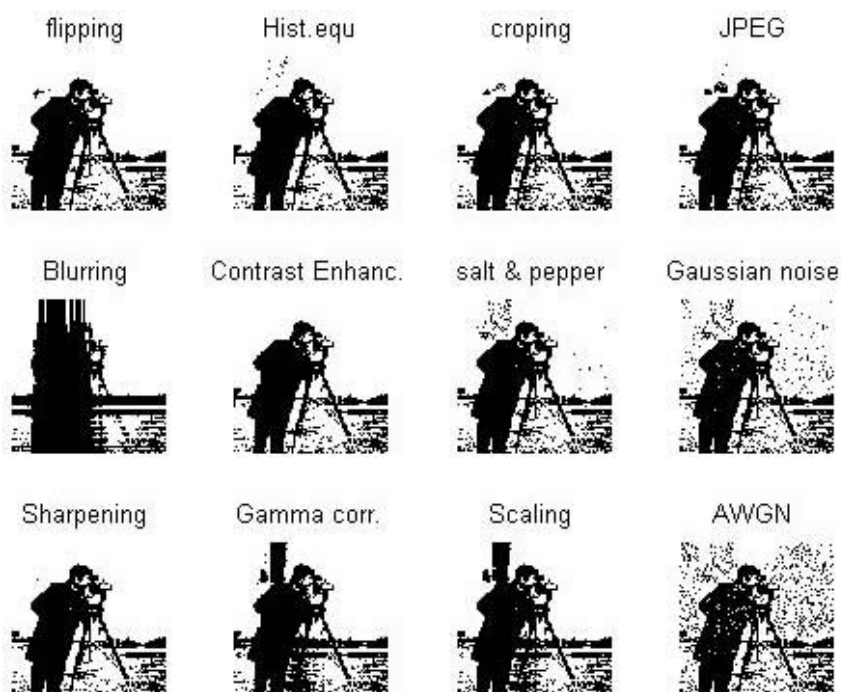 flipping Hist.equ croping JPEG
Blurring Contrast Enhanc. salt & pepper Gaussian noise
Sharpening Gamma corr. Scaling AWGN